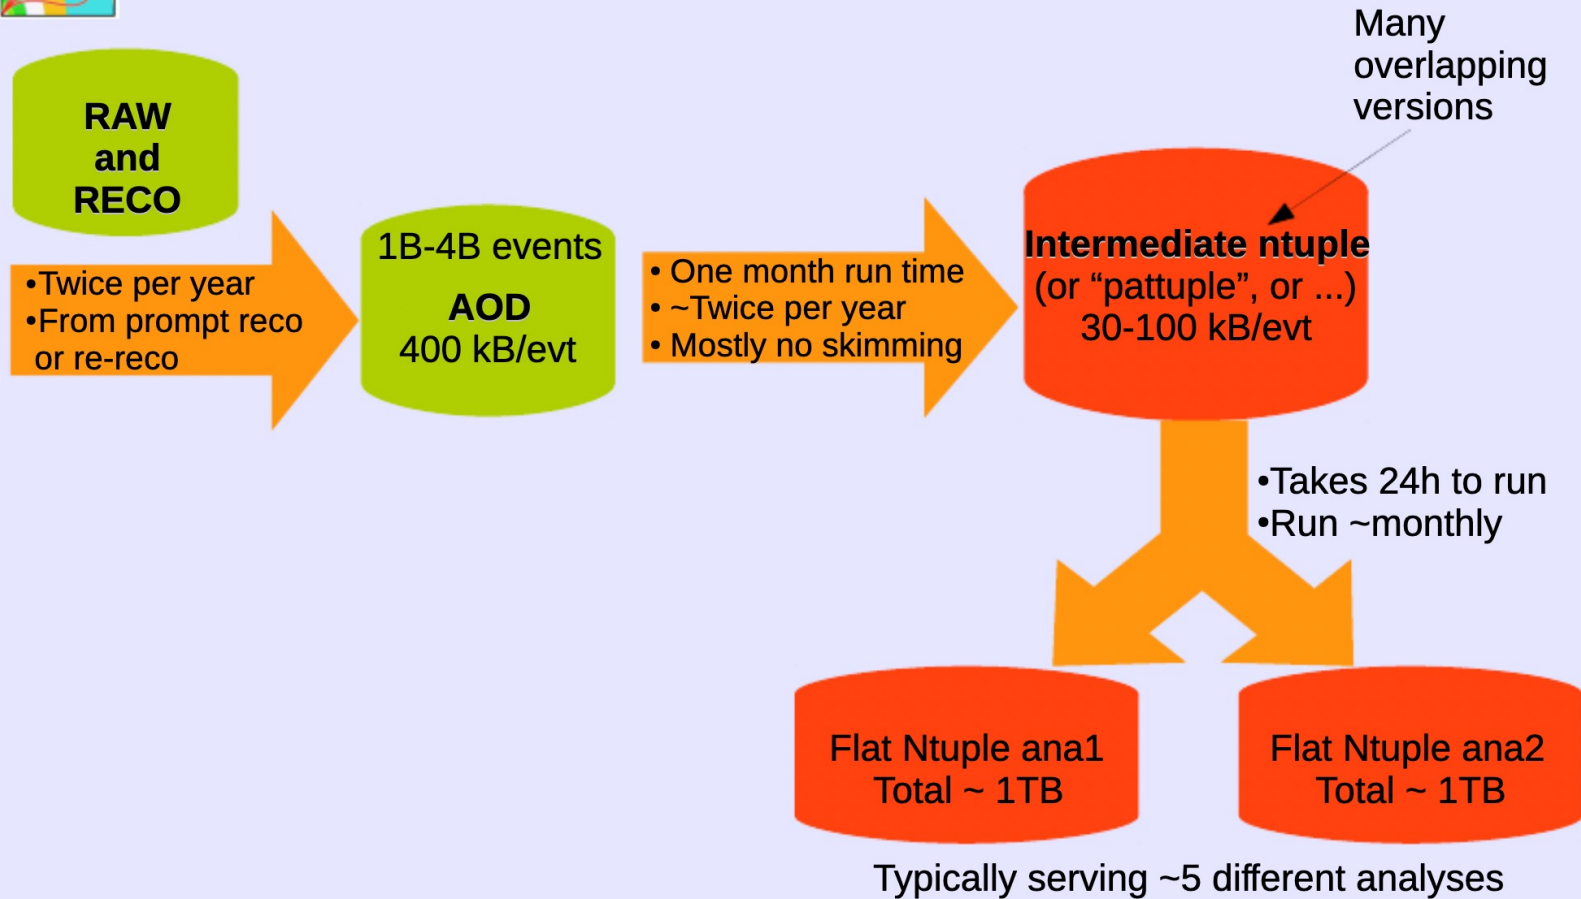 RAW
and
RECO
•Twice per year
•From prompt reco
or re-reco
1B-4B events
AOD
400 kB/evt
• One month run time
• ~Twice per year
• Mostly no skimming
Many
overlapping
versions
Intermediate ntuple
(or “pattuple”, or ...)
30-100 kB/evt
•Takes 24h to run
•Run ~monthly
Flat Ntuple ana1
Total ~ 1TB
Flat Ntuple ana2
Total ~ 1TB
Typically serving ~5 different analyses